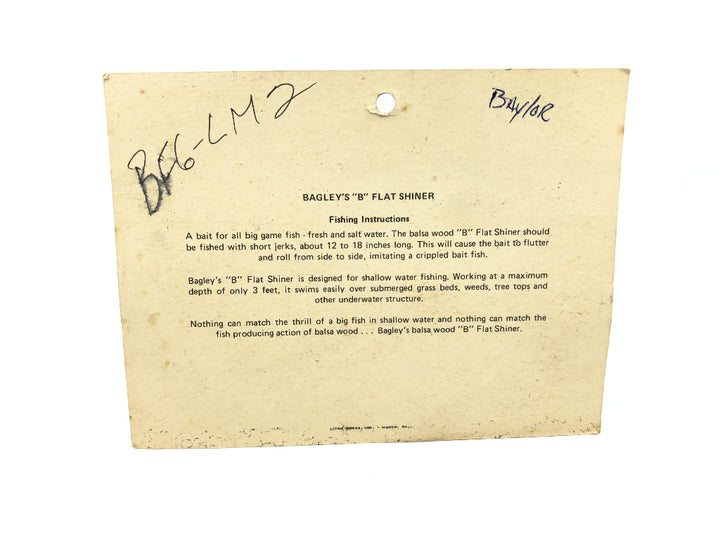 BF6-LM2
BAYlOR
BAGLEY'S "B" FLAT SHINER
Fishing Instructions
A bait for all big game fish - fresh and salt water. The balsa wood "B" Flat Shiner should
be fished with short jerks, about 12 to 18 inches long. This will cause the bait to flutter
and roll from side to side, imitating a crippled bait fish.
Bagley's "B" Flat Shiner is designed for shallow water fishing. Working at a maximum
depth of only 3 feet, it swims easily over submerged grass beds, weeds, tree tops and
other underwater structure.
Nothing can match the thrill of a big fish in shallow water and nothing can match the
fish producing action of balsa wood . . . Bagley's balsa wood "B" Flat Shiner.
INC.